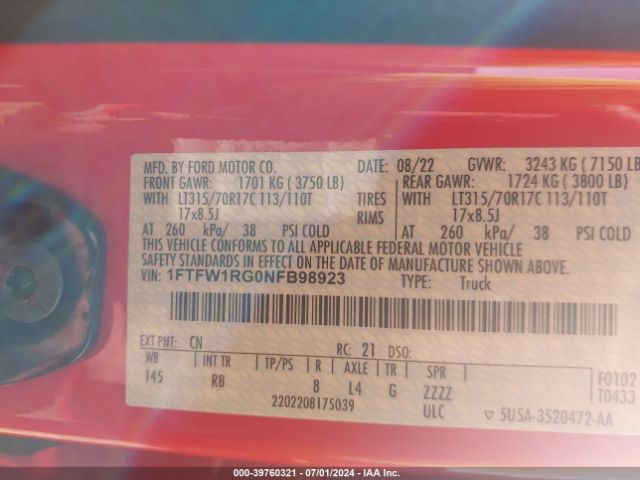 MFD. BY FORD MOTOR CO. DATE: 08/22 GVWR: 3243 KG ( 7150 LB
FRONT GAWR: 1701 KG ( 3750 LB) REAR GAWR: 1724 KG ( 3800 LB)
WITH LT315/70R17C 113/110T TIRES WITH LT315/70R17C 113/110T
17x8.5J RIMS 17x8.5J
AT 260 kPa/ 38 PSI COLD AT 260 kPa/ 38 PSI COLD
THIS VEHICLE CONFORMS TO ALL APPLICABLE FEDERAL MOTOR VEHICLE
SAFETY STANDARDS IN EFFECT ON THE DATE OF MANUFACTURE SHOWN ABOVE.
VIN: 1FTFW1RG0NFB98923 TYPE: Truck
EXT PNT: CN RC: 21 DSO:
WB INT TR TP/PS R AXLE TR SPR F0102
145 RB 8 L4 G ZZZZ T0433
2202208175039 ULC ▽ 5U5A-3520472-AA
000-39760321 - 07/01/2024 - IAA Inc.